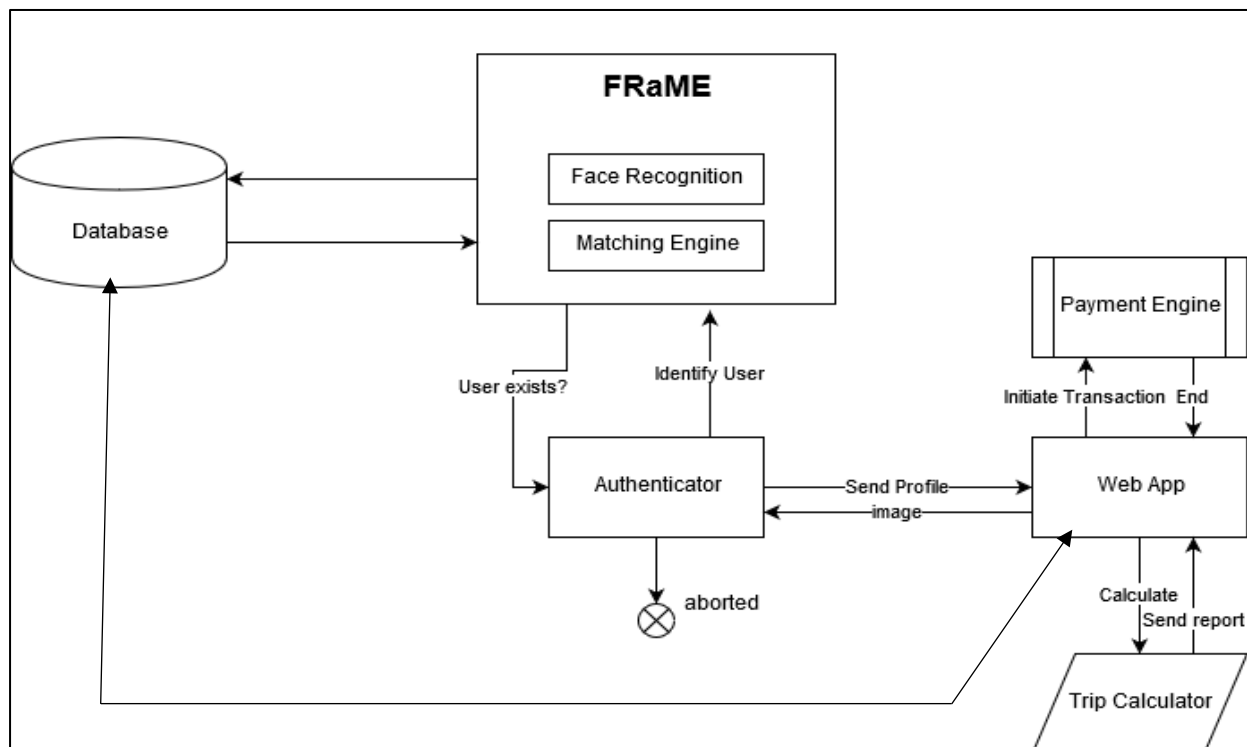 FRaME
Face Recognition
Database
Matching Engine
Payment Engine
User exists?
Identify User
Initiate Transaction
End
Authenticator
Send Profile
image
Web App
aborted
Calculate
Send report
Trip Calculator